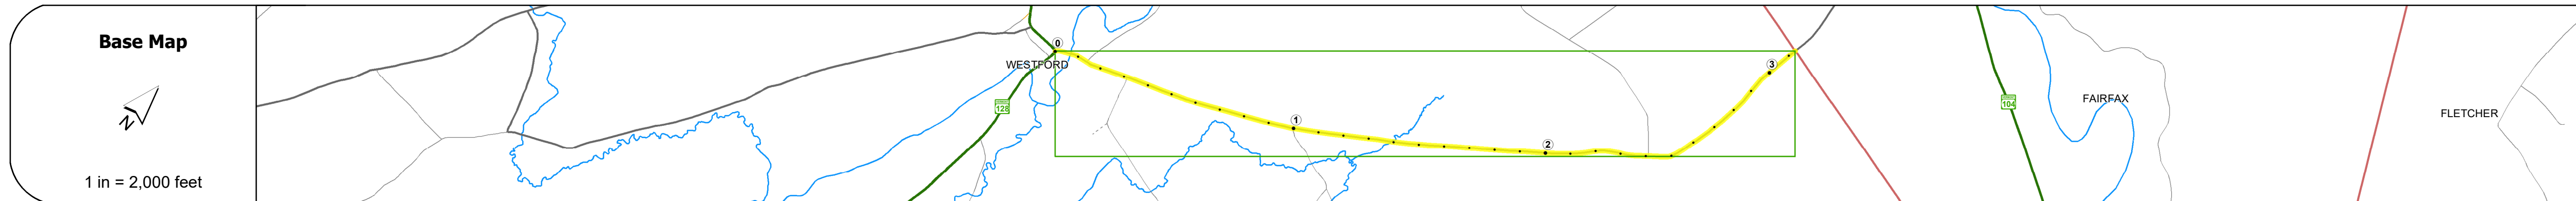 Base Map
N
1 in = 2,000 feet
WESTFORD
0
128
1
2
3
104
FAIRFAX
FLETCHER